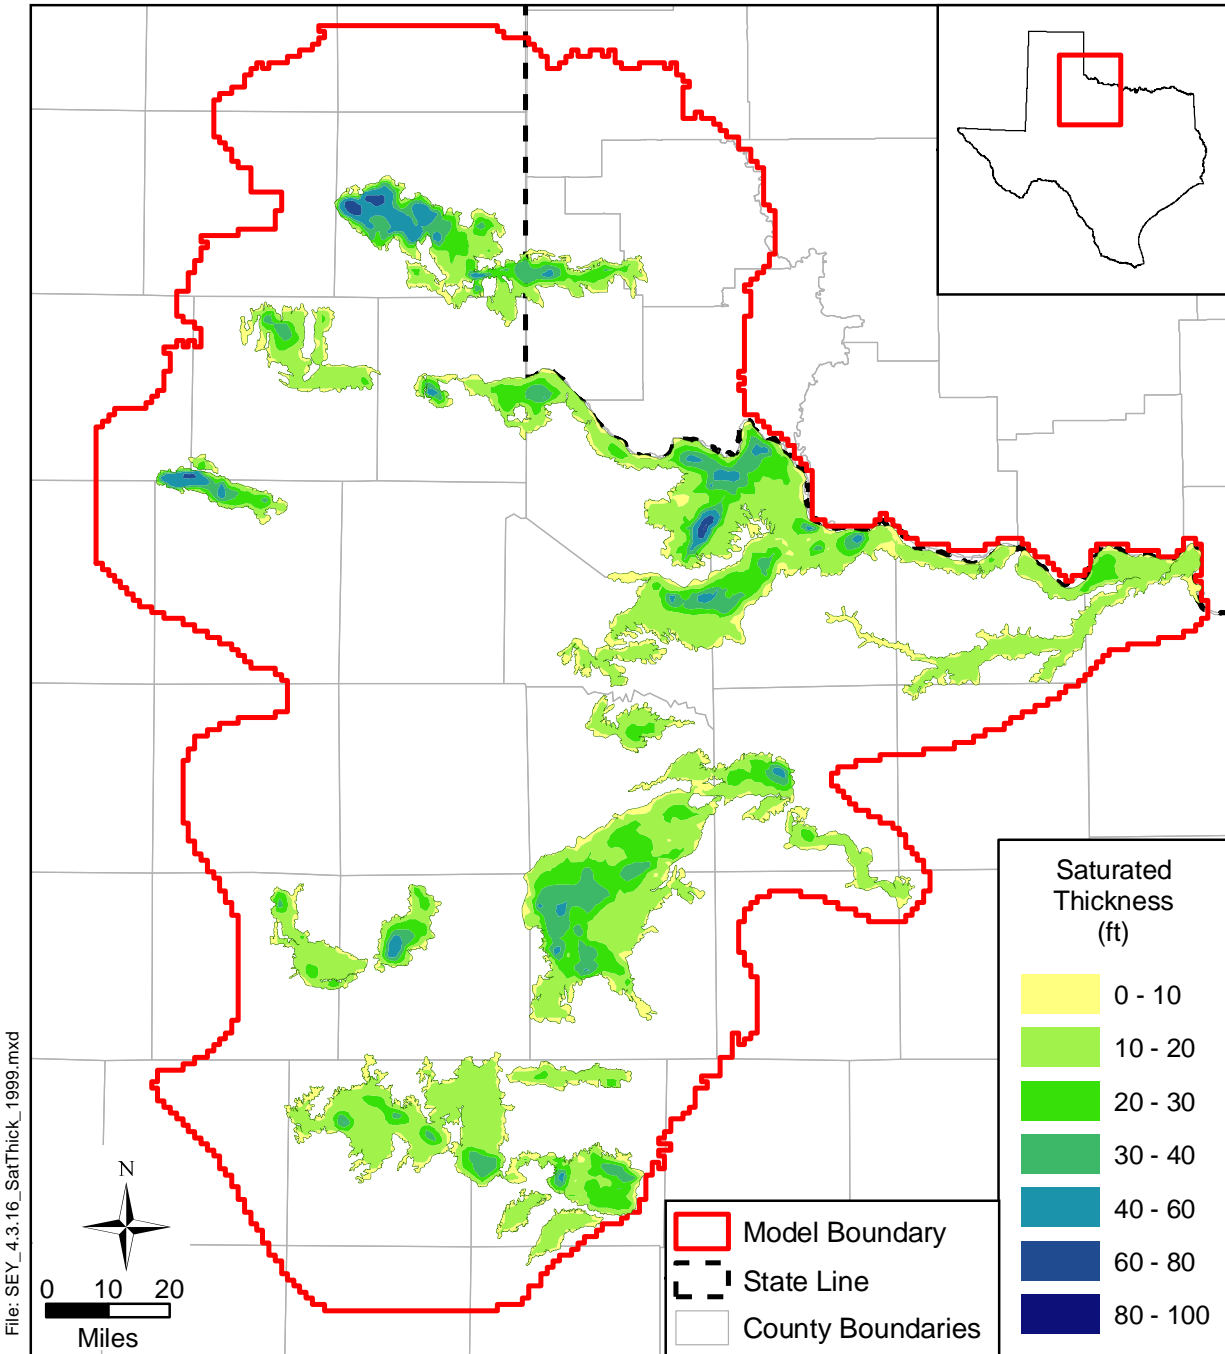 Saturated
Thickness
(ft)
0 - 10
10 - 20
20 - 30
30 - 40
40 - 60
60 - 80
80 - 100
Model Boundary
State Line
County Boundaries
N
0 10 20
Miles
File: SEY_4.3.16_SatThick_1999.mxd